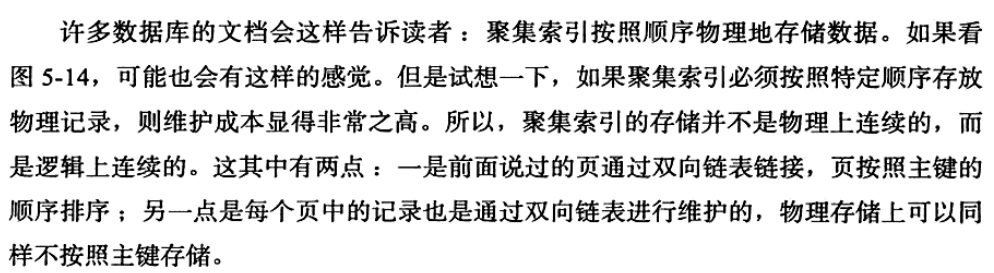 许多数据库的文档会这样告诉读者：聚集索引按照顺序物理地存储数据。如果看
图 5-14，可能也会有这样的感觉。但是试想一下，如果聚集索引必须按照特定顺序存放
物理记录，则维护成本显得非常之高。所以，聚集索引的存储并不是物理上连续的，而
是逻辑上连续的。这其中有两点：一是前面说过的页通过双向链表链接，页按照主键的
顺序排序；另一点是每个页中的记录也是通过双向链表进行维护的，物理存储上可以同
样不按照主键存储。